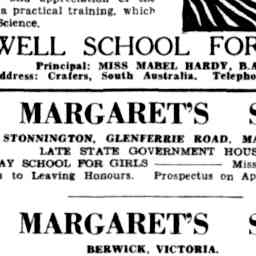 a practical training, which
Science.
WELL SCHOOL FOR
Principal: MISS MABEL HARDY, B.A
Address: Crafers, South Australia. Telepho
MARGARET'S S
STONNINGTON, GLENFERRIE ROAD, MA
LATE STATE GOVERNMENT HOUS
AY SCHOOL FOR GIRLS ———— Miss
to Leaving Honours. Prospectus on Ap
MARGARET'S S
BERWICK, VICTORIA.